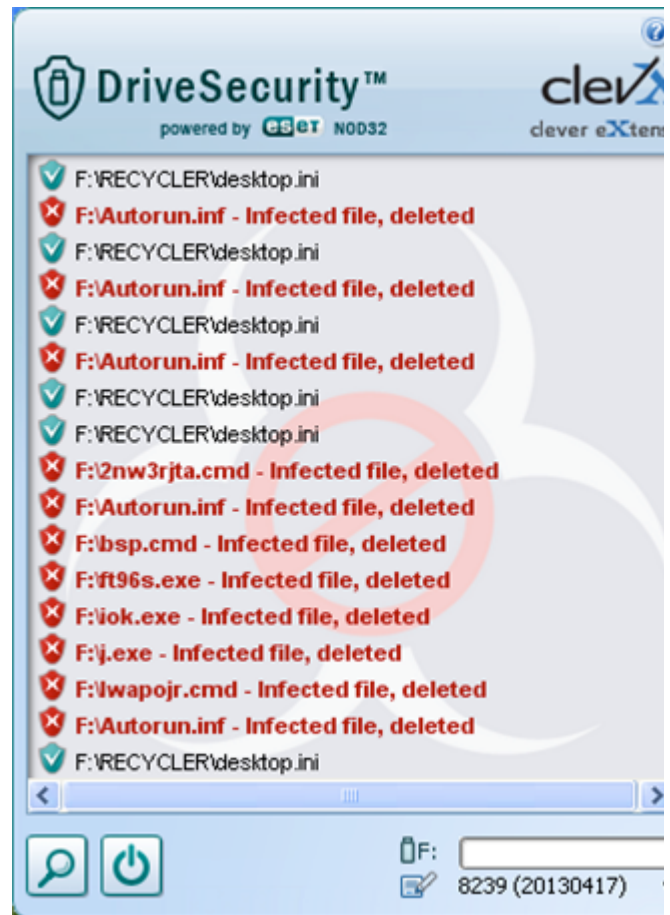 DriveSecurity™
powered by eset NOD32
clevX
clever eXtens
F:\RECYCLER\desktop.ini
F:\Autorun.inf - Infected file, deleted
F:\RECYCLER\desktop.ini
F:\Autorun.inf - Infected file, deleted
F:\RECYCLER\desktop.ini
F:\Autorun.inf - Infected file, deleted
F:\RECYCLER\desktop.ini
F:\RECYCLER\desktop.ini
F:\2nw3rjta.cmd - Infected file, deleted
F:\Autorun.inf - Infected file, deleted
F:\bsp.cmd - Infected file, deleted
F:\ft96s.exe - Infected file, deleted
F:\iok.exe - Infected file, deleted
F:\j.exe - Infected file, deleted
F:\lwapojr.cmd - Infected file, deleted
F:\Autorun.inf - Infected file, deleted
F:\RECYCLER\desktop.ini
F:
8239 (20130417)